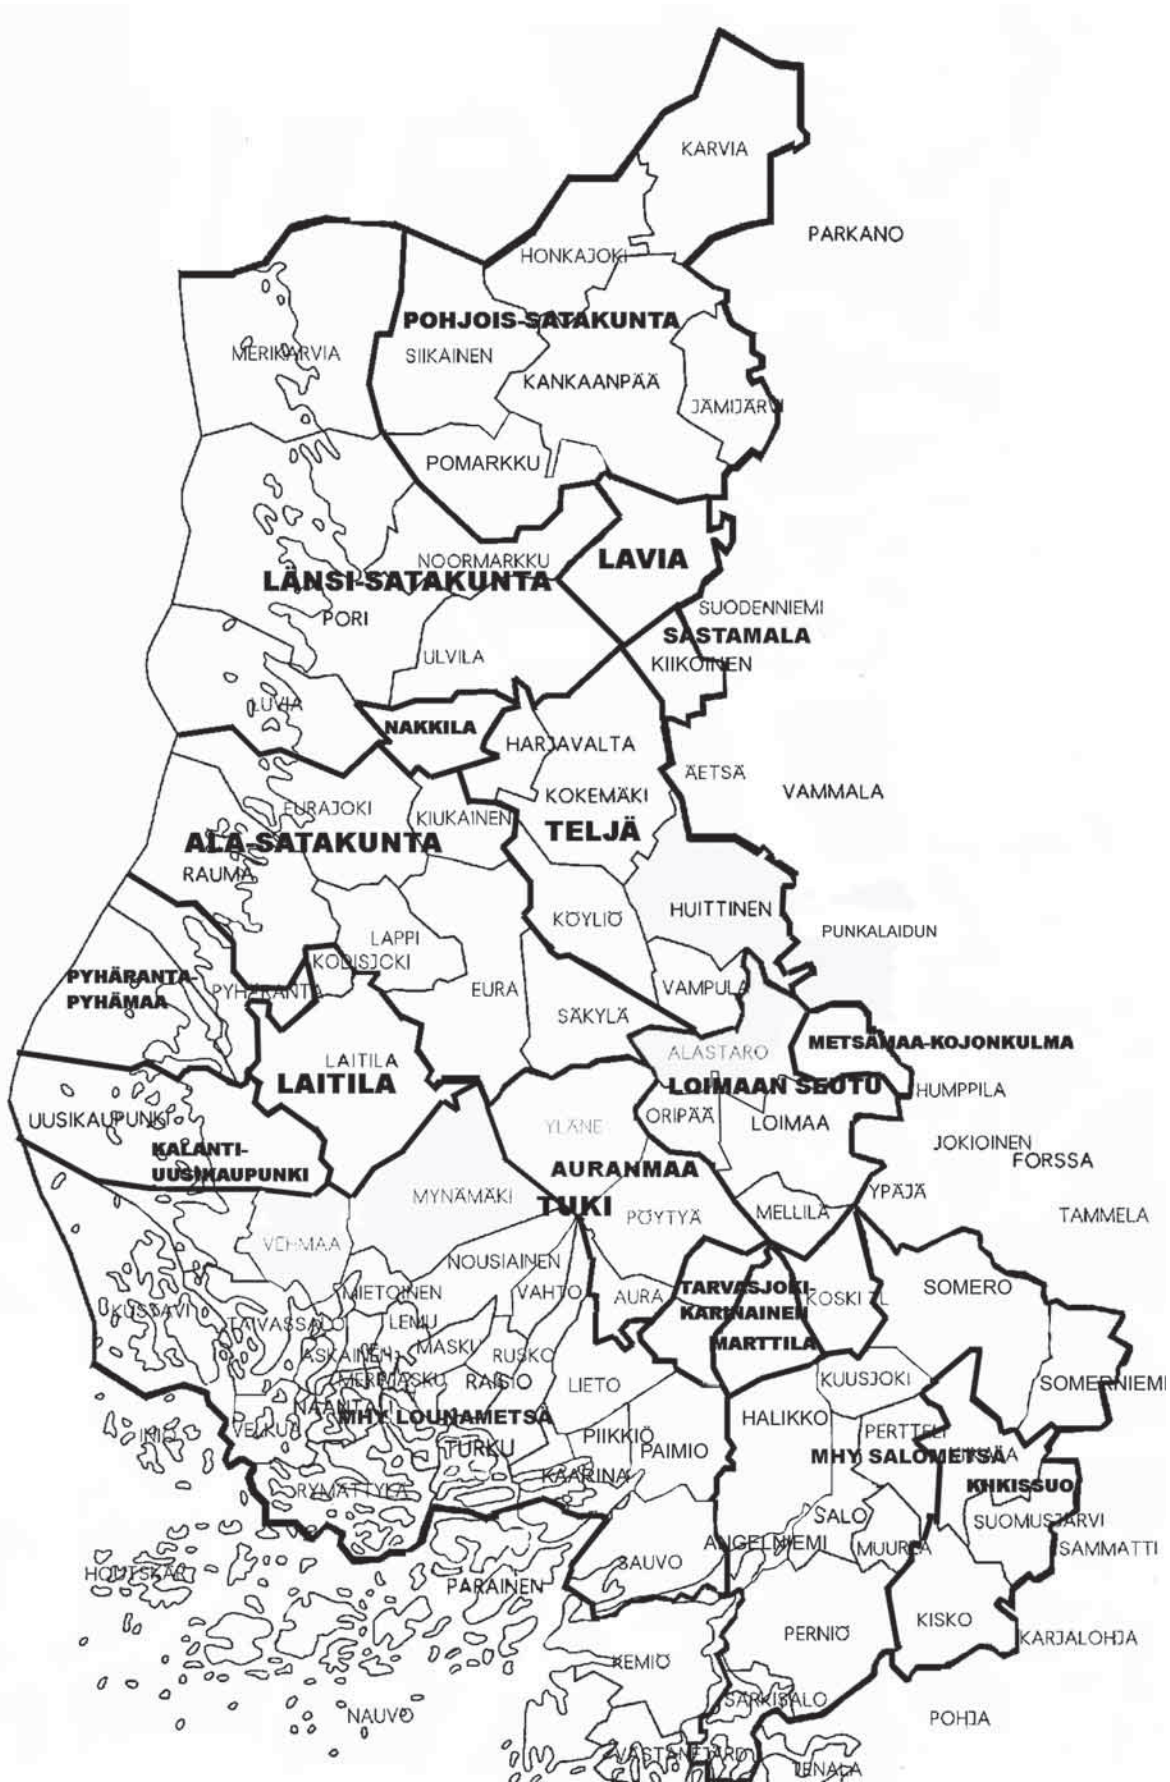 KARVIA
PARKANO
HONKAJOKI
POHJOIS-SATAKUNTA
MERIKARVIA
SIIKAINEN
KANKAANPÄÄ
JÄMIJÄRVI
POMARKKU
NOORMARKKU
LAVIA
LÄNSI-SATAKUNTA
PORI
SUODENNIEMI
SASTAMALA
ULVILA
KIIKOINEN
LUVIA
NAKKILA
HARJAVALTA
ÄETSÄ
VAMMALA
EURAJOKI
KIUKAINEN
KOKEMÄKI
TELJÄ
ALA-SATAKUNTA
RAUMA
KÖYLIÖ
HUITTINEN
PUNKALAIDUN
LAPPI
KODISJOKI
PYHÄRANTA-
PYHÄMAA
PYHÄRANTA
EURA
VAMPULA
SÄKYLÄ
METSÄMAA-KOJONKULMA
ALASTARO
LAITILA
LAITILA
LOIMAAN SEUTU
HUMPPILA
UUSIKAUPUNKI
YLÄNE
ORIPÄÄ
LOIMAA
JOKIOINEN
FORSSA
KALANTI-
UUSIKAUPUNKI
AURANMAA
MYNÄMÄKI
TUKI
YPÄJÄ
PÖYTYÄ
MELLILÄ
TAMMELA
VEHMAA
NOUSIAINEN
MIETOINEN
VAHTO
AURA
TARVASJOKI-
KARINAINEN
KOSKI TL
SOMERO
KUSTAVI
TAIVASSALO
LEMU
MASKI
RUSKO
MARTTILA
ASKAINEN
MERIMASKU
RAISIO
LIETO
KUUSJOKI
SOMERNIEMI
NAANTALI
MHY LOUNAMETSÄ
HALIKKO
VELKUA
INIÖ
TURKU
PIIKKIÖ
PAIMIO
PERTTELI
MHY SALOMETSÄ
KIIKALA
KAARINA
RYMÄTTYLÄ
KIIKISSUO
SALO
SUOMUSJÄRVI
ANGELNIEMI
MUURLA
SAMMATTI
HOUTSKARI
PARAINEN
SAUVO
KISKO
PERNIÖ
KARJALOHJA
KEMIÖ
SÄRKISALO
NAUVO
POHJA
VÄSTANFJÄRD
TENALA